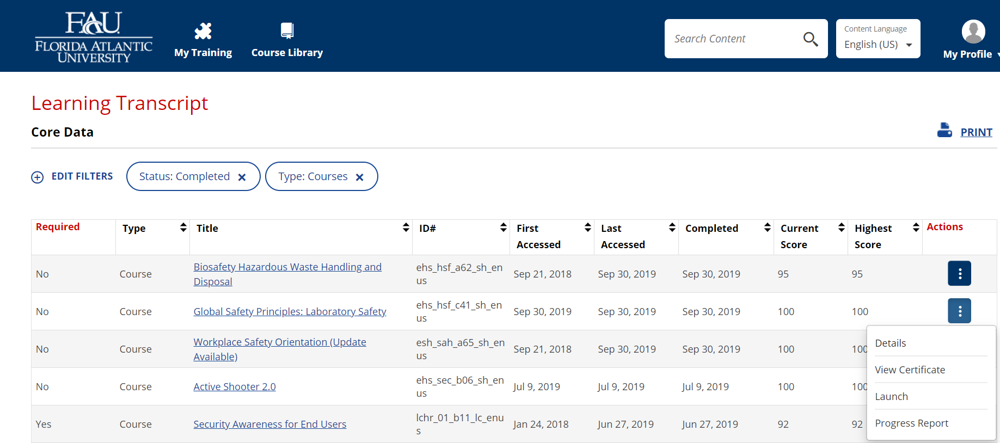 FAU
FLORIDA ATLANTIC
UNIVERSITY
My Training
Course Library
Search Content
Content Language
English (US)
My Profile
Learning Transcript
Core Data
PRINT
EDIT FILTERS
Status: Completed
Type: Courses
Required Type Title ID# First Accessed Last Accessed Completed Current Score Highest Score Actions
No Course Biosafety Hazardous Waste Handling and Disposal ehs_hsf_a62_sh_enus Sep 21, 2018 Sep 30, 2019 Sep 30, 2019 95 95
No Course Global Safety Principles: Laboratory Safety ehs_hsf_c41_sh_enus Sep 30, 2019 Sep 30, 2019 Sep 30, 2019 100 100
No Course Workplace Safety Orientation (Update Available) esh_sah_a65_sh_enus Sep 21, 2018 Sep 30, 2019 Sep 30, 2019 100 100
No Course Active Shooter 2.0 ehs_sec_b06_sh_enus Jul 9, 2019 Jul 9, 2019 Jul 9, 2019 100 100
Yes Course Security Awareness for End Users lchr_01_b11_lc_enus Jan 24, 2018 Jun 27, 2019 Jun 27, 2019 92 92
Details
View Certificate
Launch
Progress Report